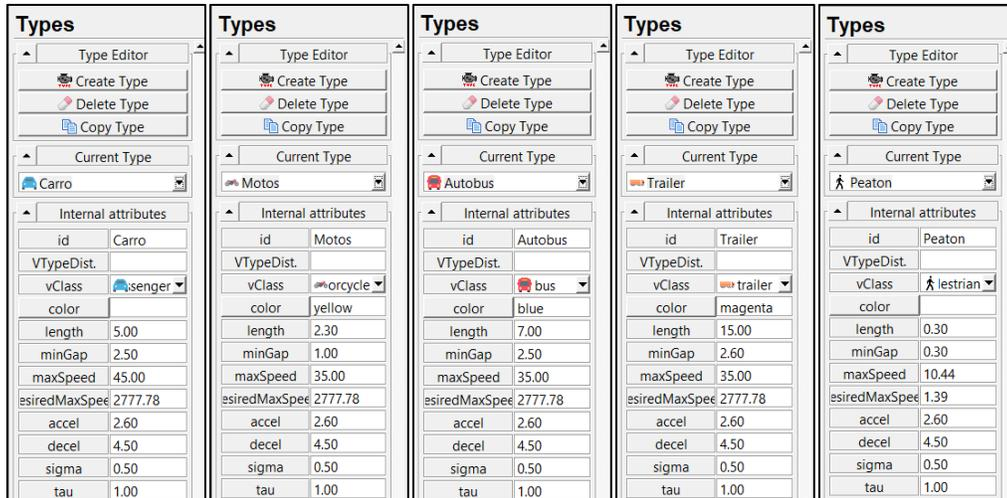 Types
Type Editor
Create Type
Delete Type
Copy Type
Current Type
Carro
Internal attributes
id Carro
VTypeDist.
vClass senger
color
length 5.00
minGap 2.50
maxSpeed 45.00
esiredMaxSpee 2777.78
accel 2.60
decel 4.50
sigma 0.50
tau 1.00
Types
Type Editor
Create Type
Delete Type
Copy Type
Current Type
Motos
Internal attributes
id Motos
VTypeDist.
vClass orcycle
color yellow
length 2.30
minGap 1.00
maxSpeed 35.00
esiredMaxSpee 2777.78
accel 2.60
decel 4.50
sigma 0.50
tau 1.00
Types
Type Editor
Create Type
Delete Type
Copy Type
Current Type
Autobus
Internal attributes
id Autobus
VTypeDist.
vClass bus
color blue
length 7.00
minGap 2.50
maxSpeed 35.00
esiredMaxSpee 2777.78
accel 2.60
decel 4.50
sigma 0.50
tau 1.00
Types
Type Editor
Create Type
Delete Type
Copy Type
Current Type
Trailer
Internal attributes
id Trailer
VTypeDist.
vClass trailer
color magenta
length 15.00
minGap 2.60
maxSpeed 35.00
esiredMaxSpee 2777.78
accel 2.60
decel 4.50
sigma 0.50
tau 1.00
Types
Type Editor
Create Type
Delete Type
Copy Type
Current Type
Peaton
Internal attributes
id Peaton
VTypeDist.
vClass lestrian
color
length 0.30
minGap 0.30
maxSpeed 10.44
esiredMaxSpee 1.39
accel 2.60
decel 4.50
sigma 0.50
tau 1.00